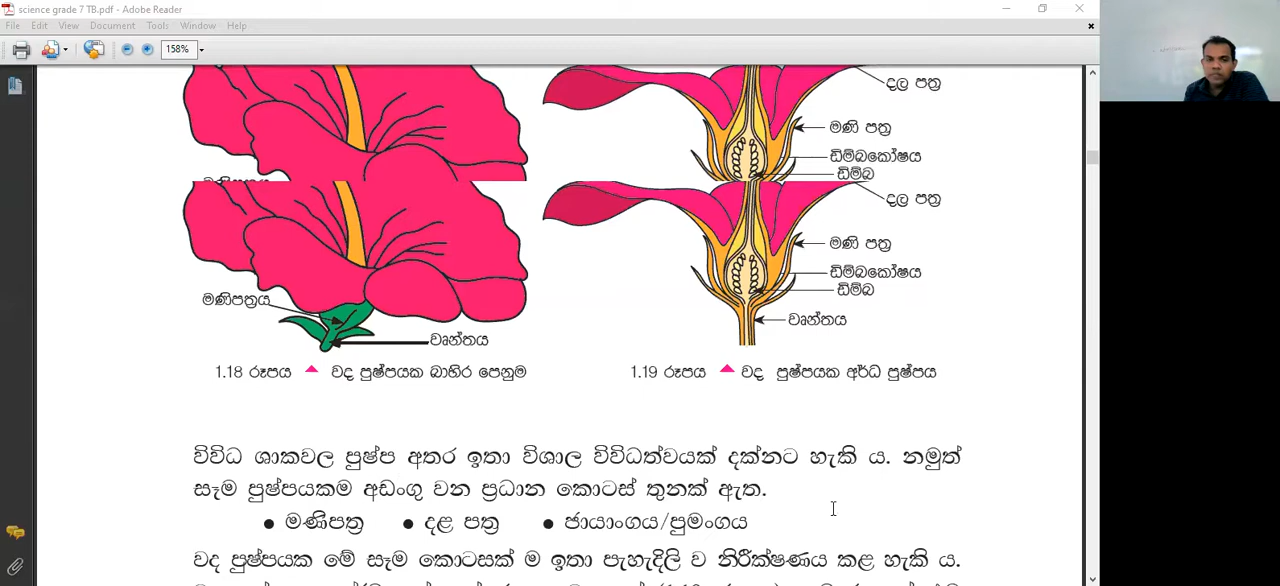 science grade 7 TB.pdf - Adobe Reader
File Edit View Document Tools Window Help
158%
දල පත්‍ර
මණි පත්‍ර
ඩිම්බකෝෂය
ඩිම්බ
දල පත්‍ර
මණි පත්‍ර
ඩිම්බකෝෂය
ඩිම්බ
මණිපත්‍රය
වෘන්තය
වෘන්තය
1.18 රූපය ▲ වද පුෂ්පයක බාහිර පෙනුම
1.19 රූපය ▲ වද පුෂ්පයක අර්ධ පුෂ්පය
විවිධ ශාකවල පුෂ්ප අතර ඉතා විශාල විවිධත්වයක් දක්නට හැකි ය. නමුත්
සෑම පුෂ්පයකම අඩංගු වන ප්‍රධාන කොටස් තුනක් ඇත.
● මණිපත්‍ර ● දළ පත්‍ර ● ජායාංගය/පුමංගය
වද පුෂ්පයක මේ සෑම කොටසක් ම ඉතා පැහැදිලි ව නිරීක්ෂණය කළ හැකි ය.